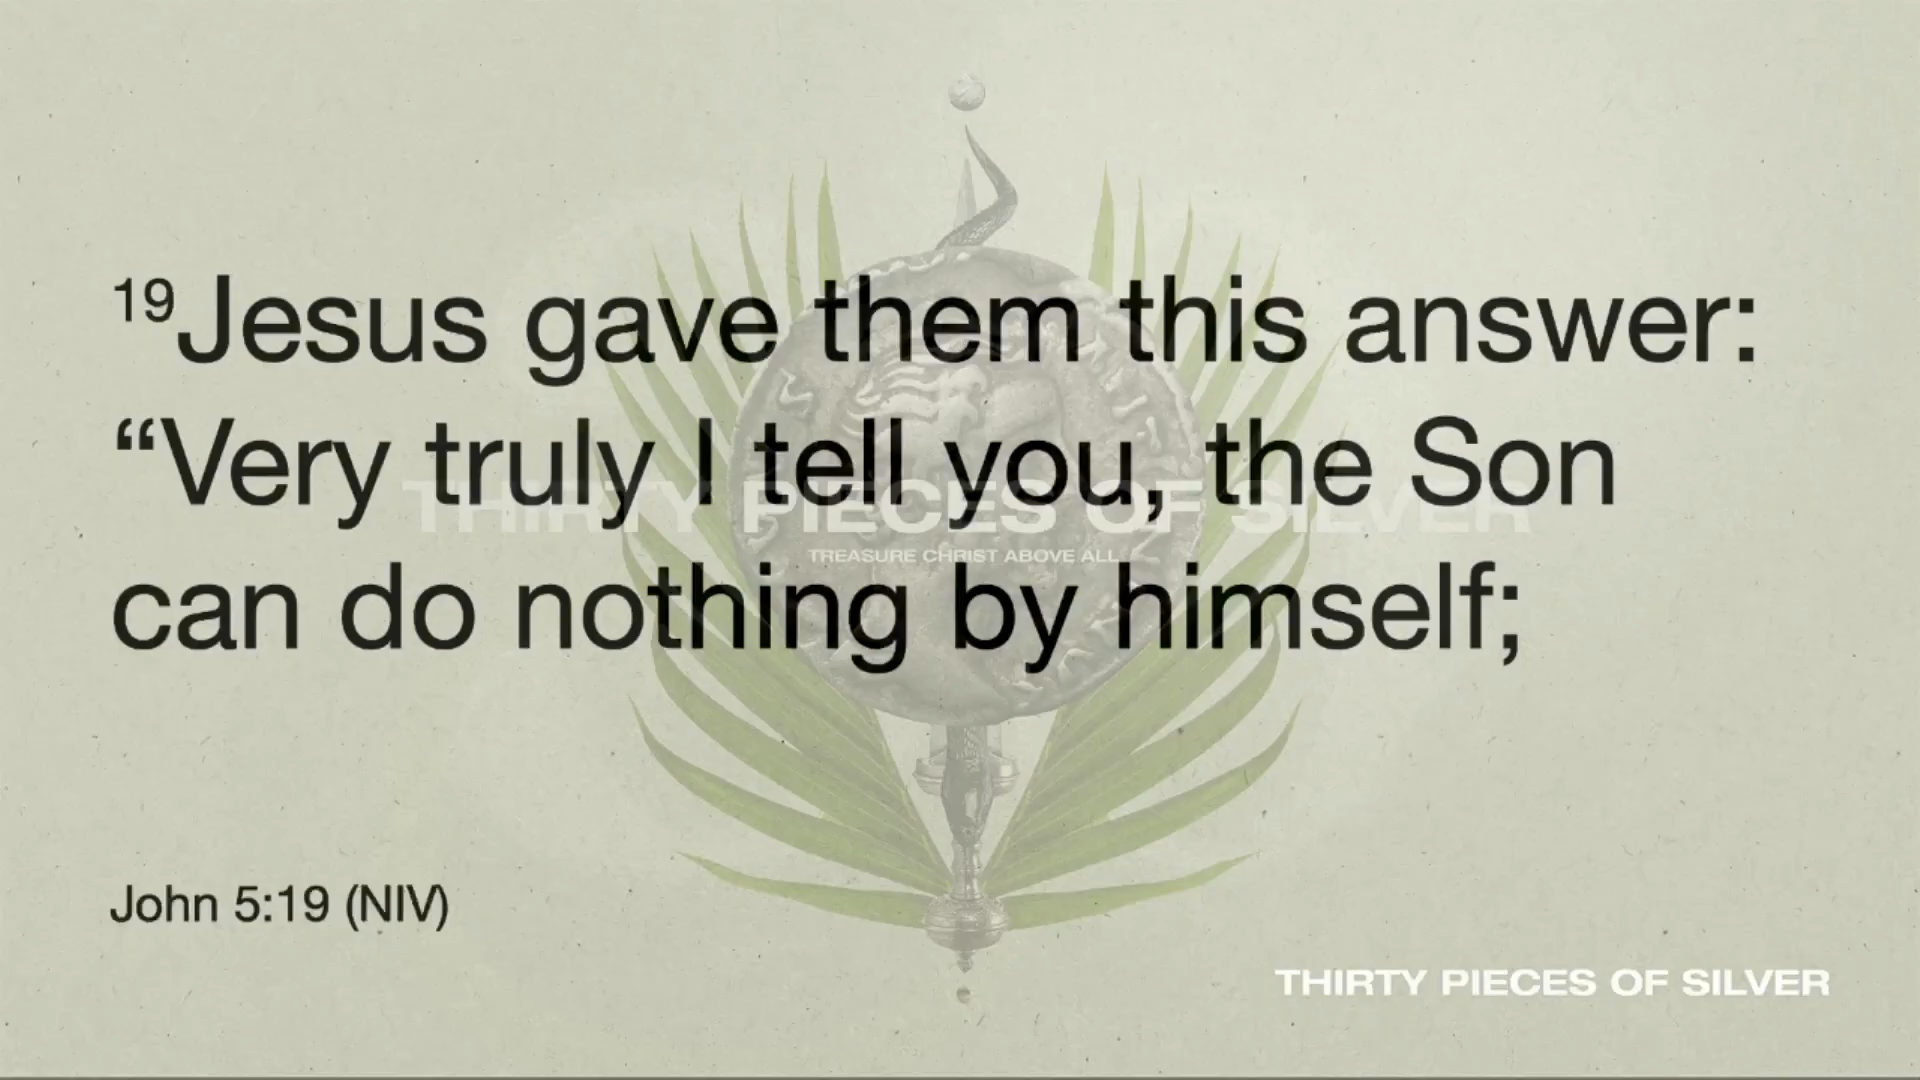 19Jesus gave them this answer:
“Very truly I tell you, the Son
THIRTY PIECES OF SILVER
TREASURE CHRIST ABOVE ALL
can do nothing by himself;
John 5:19 (NIV)
THIRTY PIECES OF SILVER